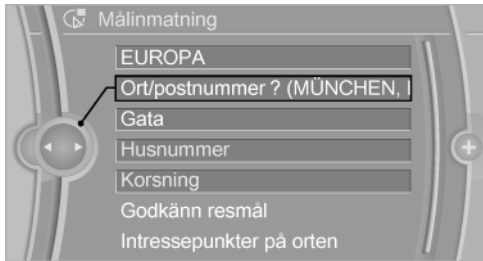 Målinmatning
EUROPA
Ort/postnummer ? (MÜNCHEN, I
Gata
Husnummer
Korsning
Godkänn resmål
Intressepunkter på orten